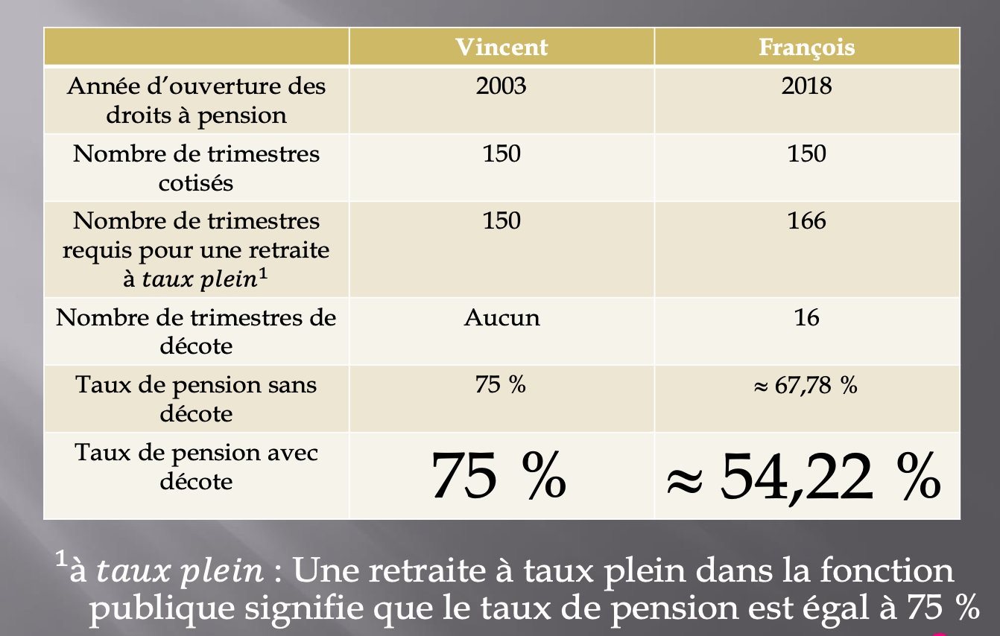 Vincent François
Année d’ouverture des 2003 2018
droits à pension
Nombre de trimestres 150 150
cotisés
Nombre de trimestres 150 166
requis pour une retraite
à taux plein¹
Nombre de trimestres de Aucun 16
décote
Taux de pension sans 75 % ≈ 67,78 %
décote
Taux de pension avec 75 % ≈ 54,22 %
décote
¹à taux plein : Une retraite à taux plein dans la fonction
publique signifie que le taux de pension est égal à 75 %